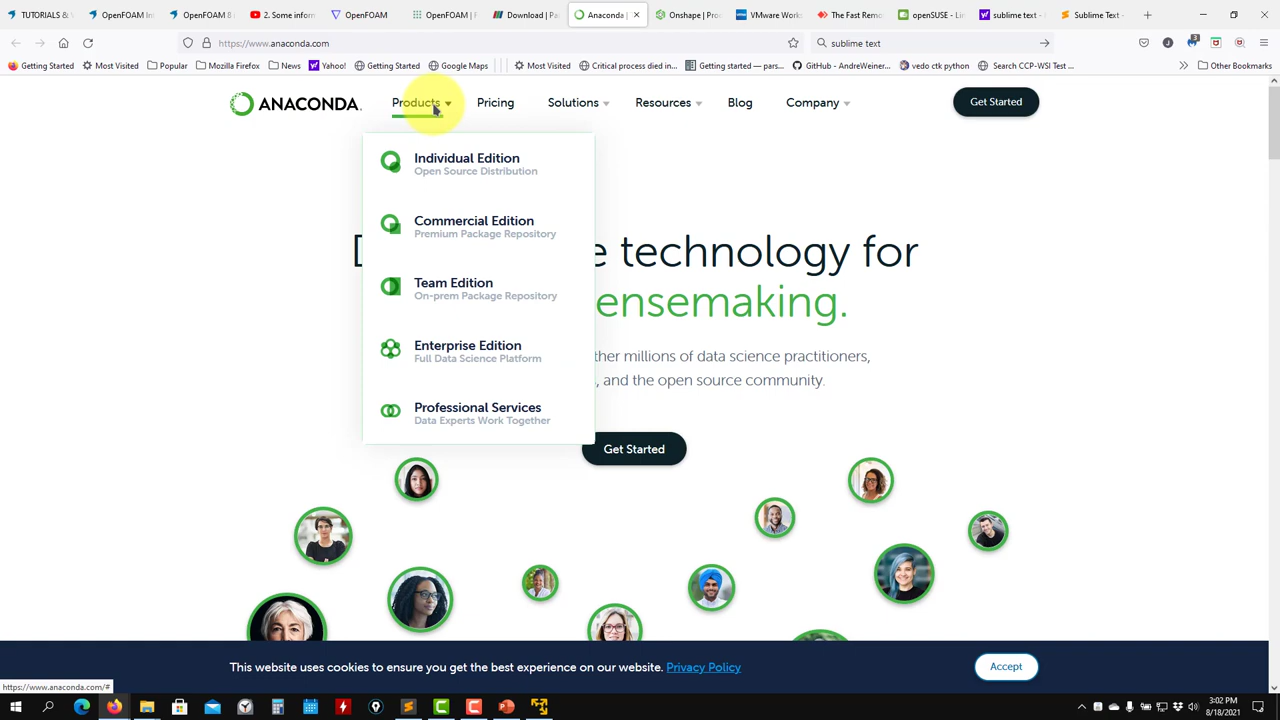 TUTORIALS &
OpenFOAM In
OpenFOAM 8
2. Some inform
OpenFOAM
OpenFOAM | F
Download | Pa
Anaconda |
Onshape | Pro
VMware Works
The Fast Remo
openSUSE - Lin
sublime text -
Sublime Text -
https://www.anaconda.com
sublime text
Getting Started
Most Visited
Popular
Mozilla Firefox
News
Yahoo!
Getting Started
Google Maps
Most Visited
Critical process died in...
Getting started — pars...
GitHub - AndreWeiner...
vedo ctk python
Search CCP-WSI Test ...
Other Bookmarks
ANACONDA.
Products
Pricing
Solutions
Resources
Blog
Company
Get Started
Individual Edition
Open Source Distribution
Commercial Edition
Premium Package Repository
Team Edition
On-prem Package Repository
Enterprise Edition
Full Data Science Platform
Professional Services
Data Experts Work Together
D e technology for
ensemaking.
ther millions of data science practitioners,
, and the open source community.
Get Started
This website uses cookies to ensure you get the best experience on our website. Privacy Policy
Accept
https://www.anaconda.com/#
3:02 PM
8/18/2021